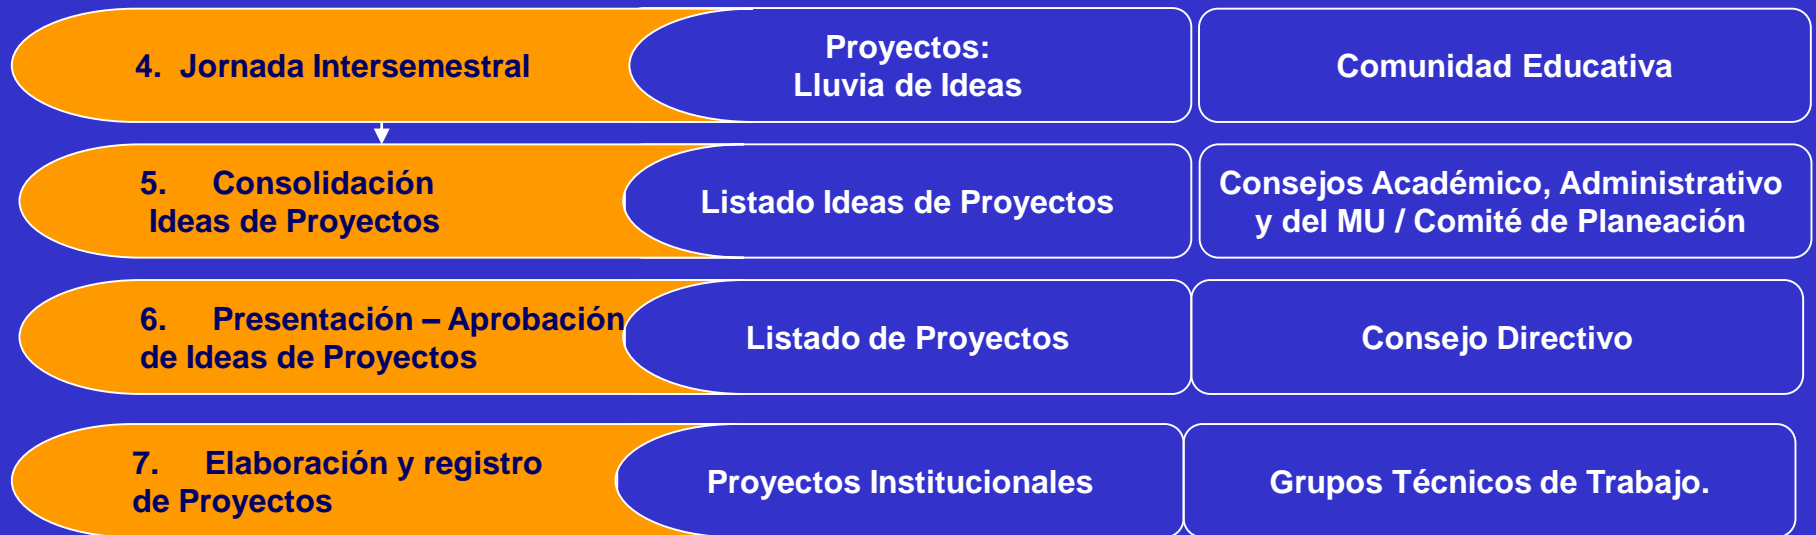 4. Jornada Intersemestral
Proyectos:
Lluvia de Ideas
Comunidad Educativa
5. Consolidación
Ideas de Proyectos
Listado Ideas de Proyectos
Consejos Académico, Administrativo
y del MU / Comité de Planeación
6. Presentación – Aprobación
de Ideas de Proyectos
Listado de Proyectos
Consejo Directivo
7. Elaboración y registro
de Proyectos
Proyectos Institucionales
Grupos Técnicos de Trabajo.